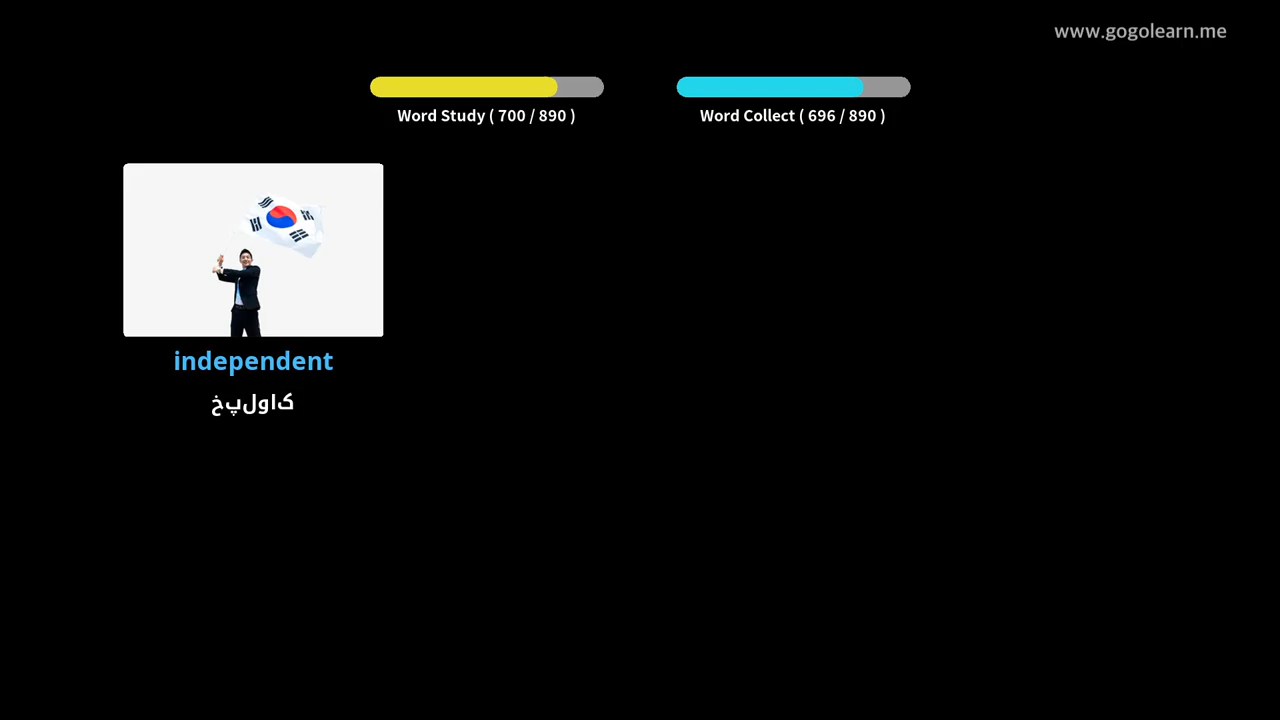 www.gogolearn.me
Word Study ( 700 / 890 )
Word Collect ( 696 / 890 )
independent
خپلواک